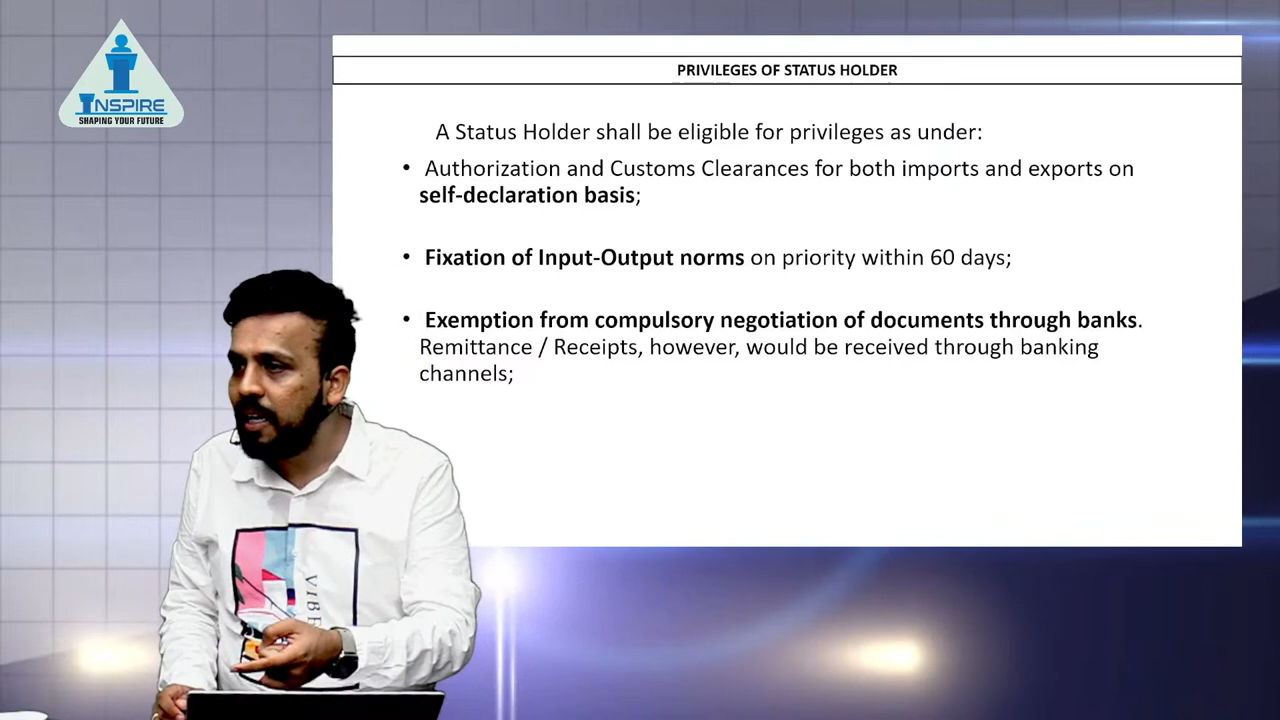 INSPIRE
SHAPING YOUR FUTURE
PRIVILEGES OF STATUS HOLDER
A Status Holder shall be eligible for privileges as under:
• Authorization and Customs Clearances for both imports and exports on
self-declaration basis;
• Fixation of Input-Output norms on priority within 60 days;
• Exemption from compulsory negotiation of documents through banks.
Remittance / Receipts, however, would be received through banking
channels;